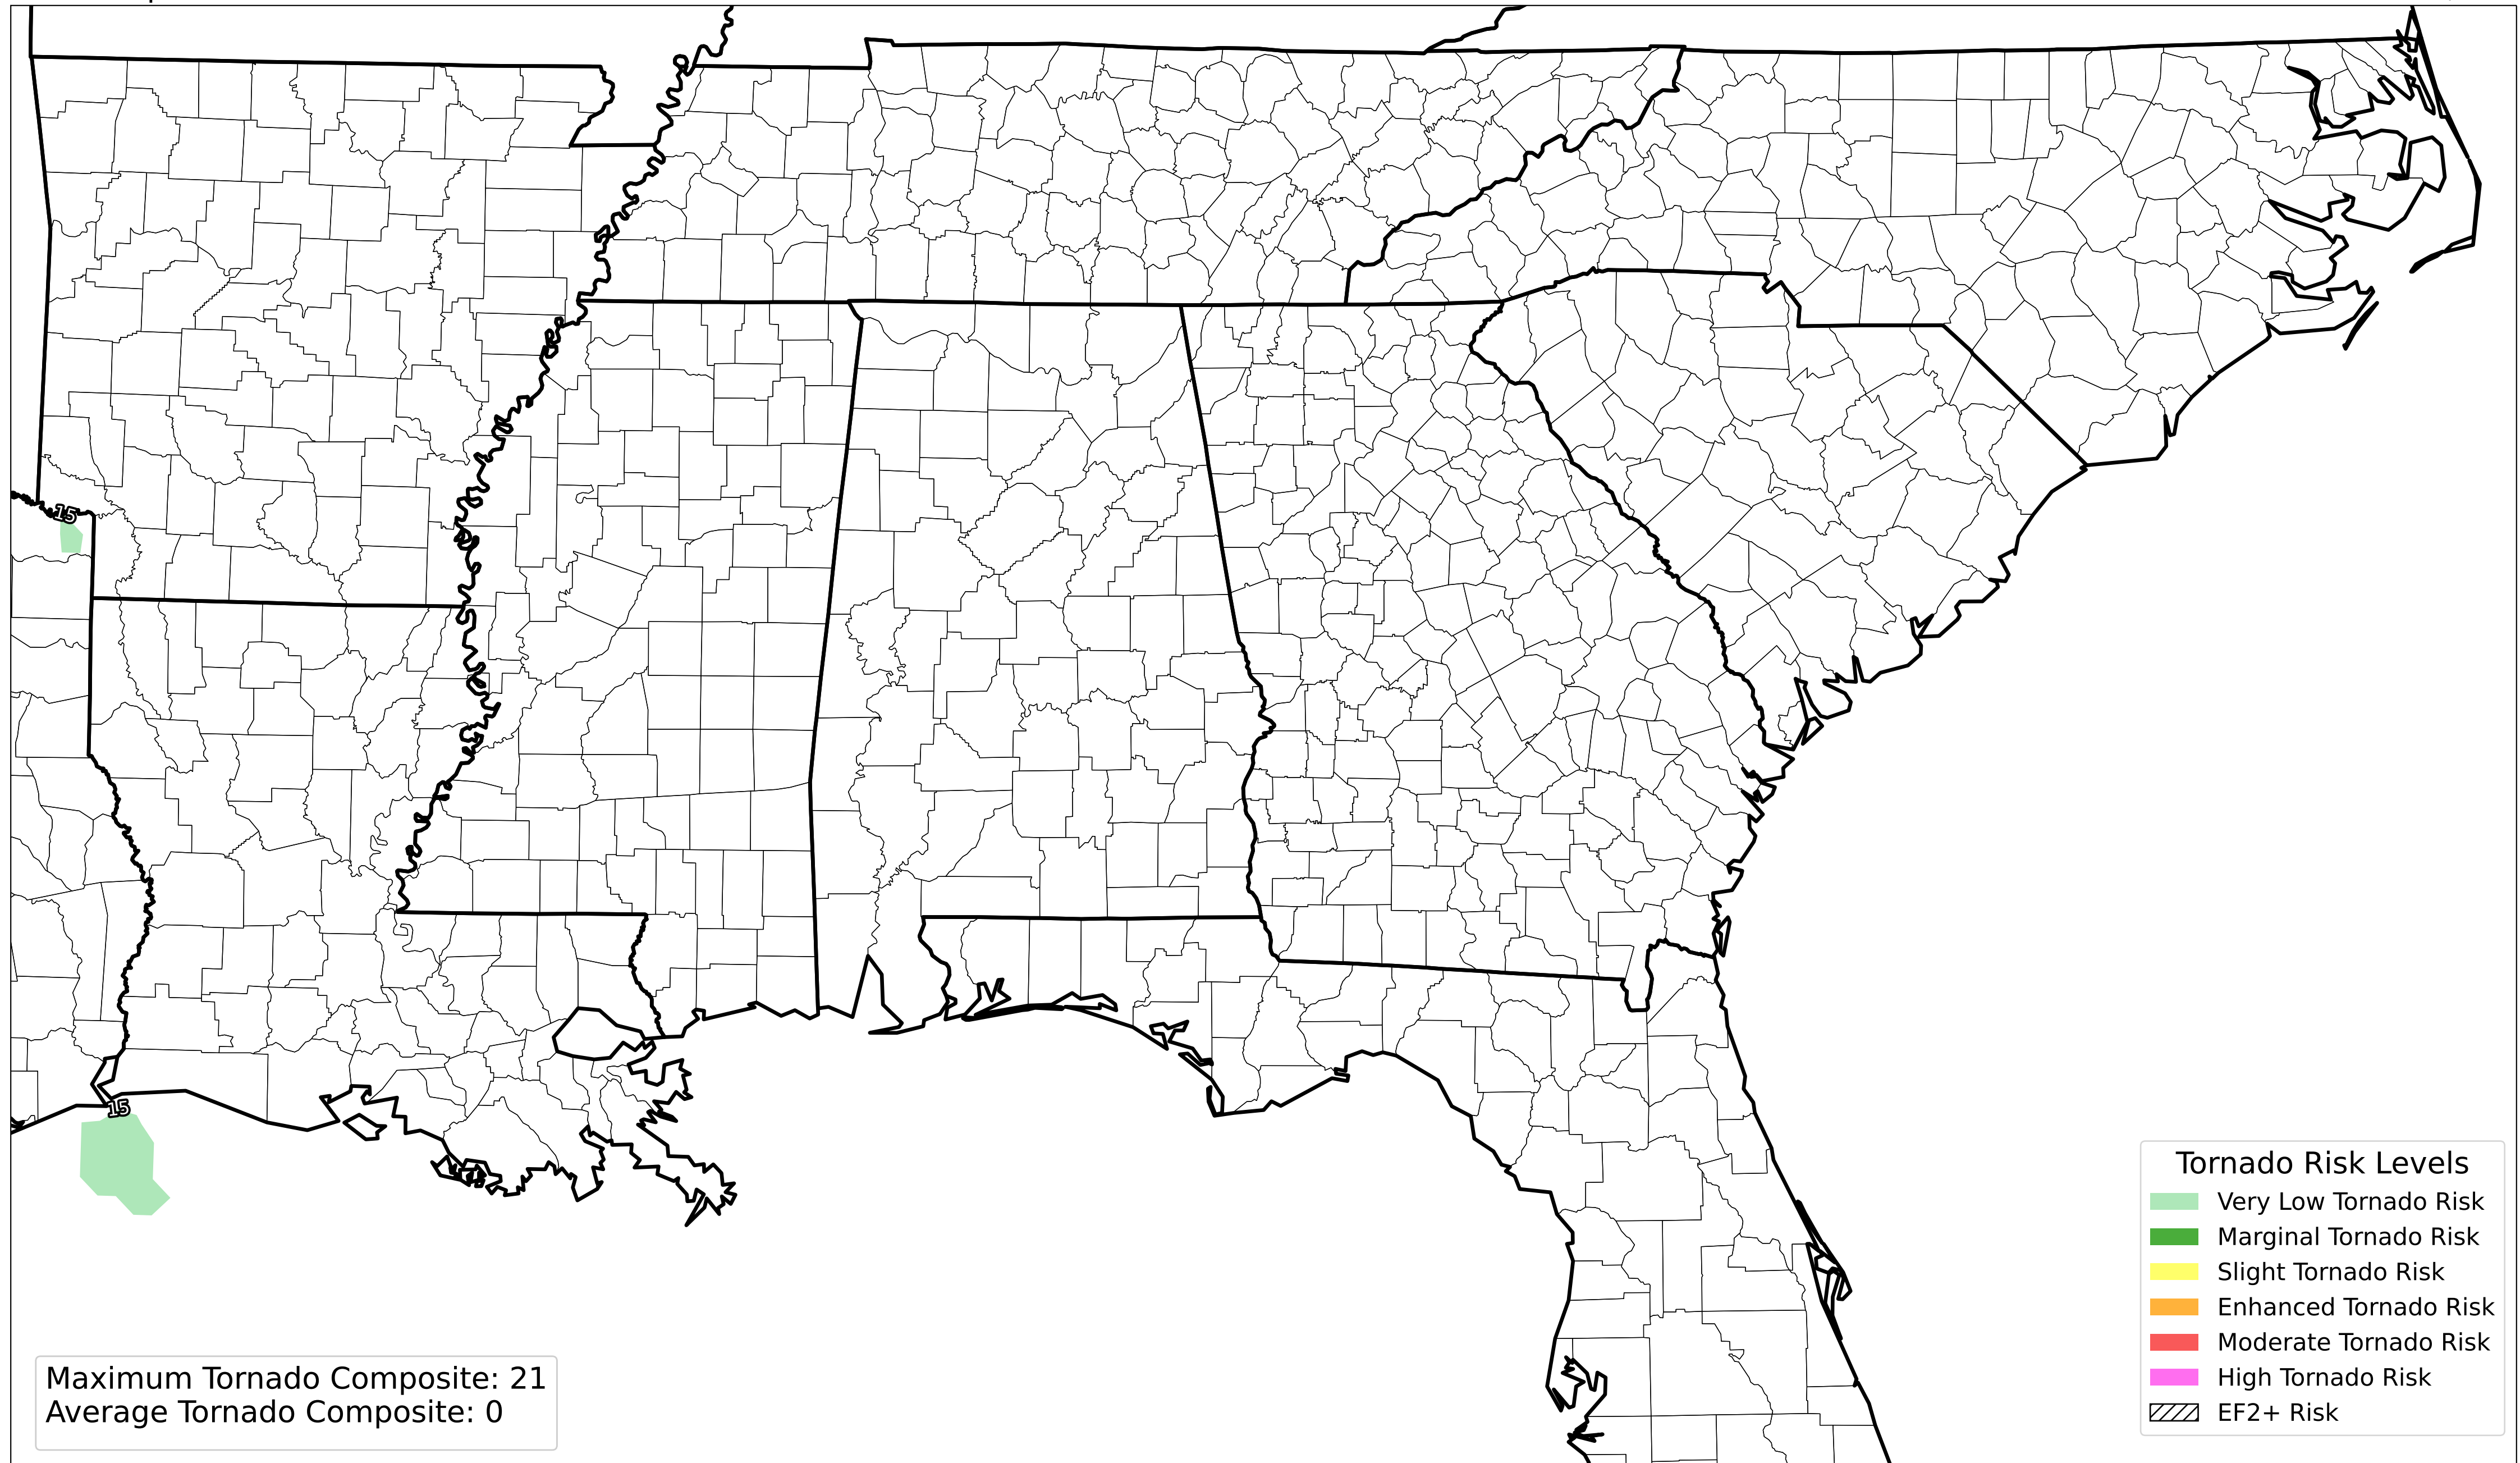 15
15
Tornado Risk Levels
Very Low Tornado Risk
Marginal Tornado Risk
Slight Tornado Risk
Enhanced Tornado Risk
Moderate Tornado Risk
High Tornado Risk
EF2+ Risk
Maximum Tornado Composite: 21
Average Tornado Composite: 0